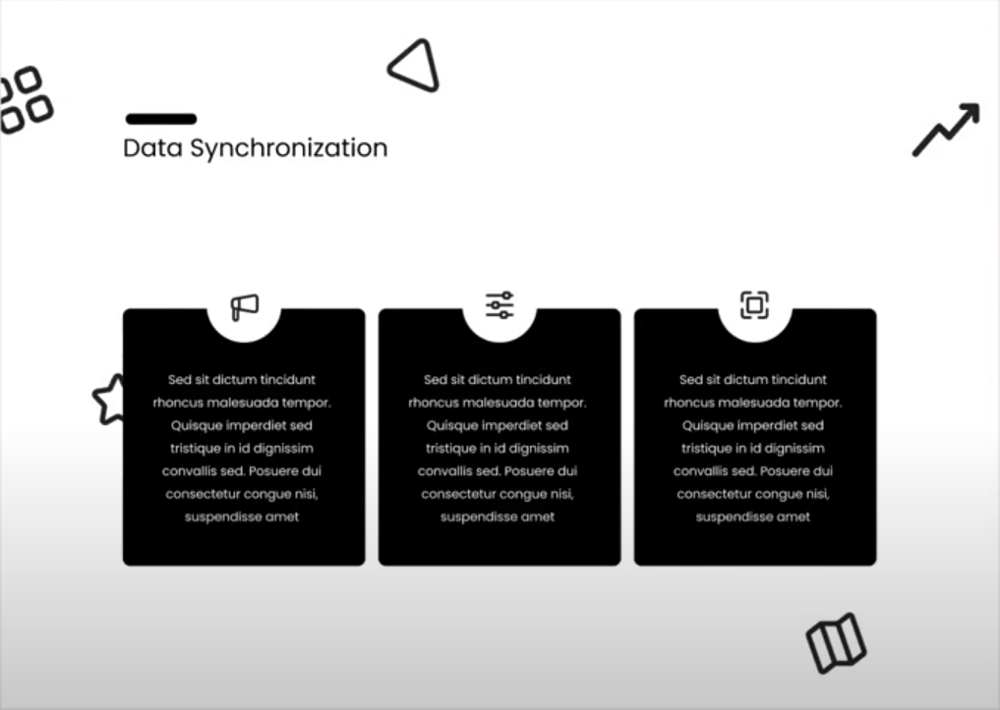 Data Synchronization
Sed sit dictum tincidunt
rhoncus malesuada tempor.
Quisque imperdiet sed
tristique in id dignissim
convallis sed. Posuere dui
consectetur congue nisi,
suspendisse amet
Sed sit dictum tincidunt
rhoncus malesuada tempor.
Quisque imperdiet sed
tristique in id dignissim
convallis sed. Posuere dui
consectetur congue nisi,
suspendisse amet
Sed sit dictum tincidunt
rhoncus malesuada tempor.
Quisque imperdiet sed
tristique in id dignissim
convallis sed. Posuere dui
consectetur congue nisi,
suspendisse amet